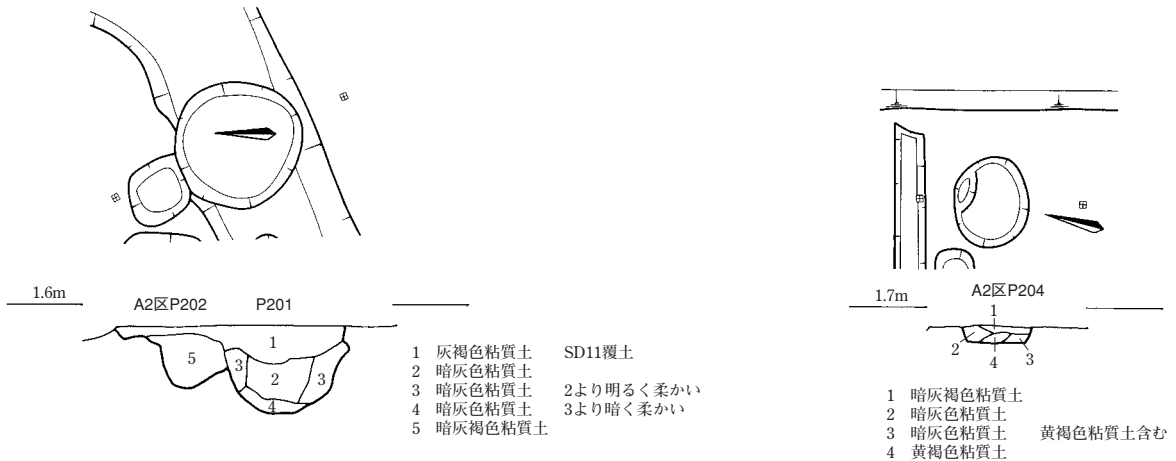 1.6m
A2区P202 P201
1
5
3
2
3
4
1 灰褐色粘質土 SD11覆土
2 暗灰色粘質土
3 暗灰色粘質土 2より明るく柔かい
4 暗灰色粘質土 3より暗く柔かい
5 暗灰褐色粘質土
1.7m
A2区P204
1
2
3
4
1 暗灰褐色粘質土
2 暗灰色粘質土
3 暗灰色粘質土 黄褐色粘質土含む
4 黄褐色粘質土